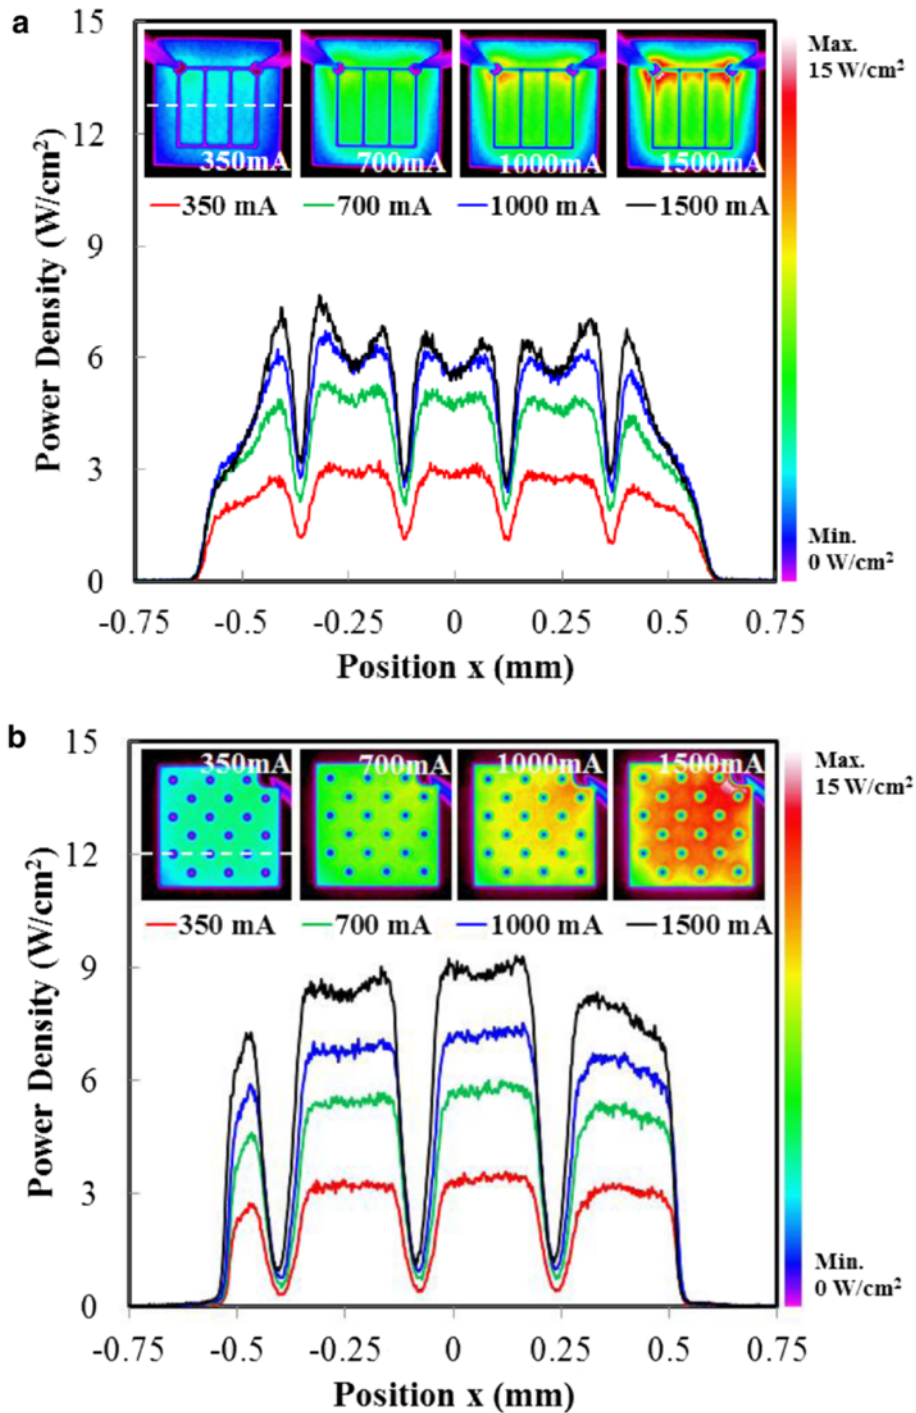 a
15
12
9
6
3
0
Power Density (W/cm²)
350mA 700mA 1000mA 1500mA
350 mA 700 mA 1000 mA 1500 mA
Max.
15 W/cm²
Min.
0 W/cm²
-0.75 -0.5 -0.25 0 0.25 0.5 0.75
Position x (mm)
b
15
12
9
6
3
0
Power Density (W/cm²)
350mA 700mA 1000mA 1500mA
350 mA 700 mA 1000 mA 1500 mA
Max.
15 W/cm²
Min.
0 W/cm²
-0.75 -0.5 -0.25 0 0.25 0.5 0.75
Position x (mm)